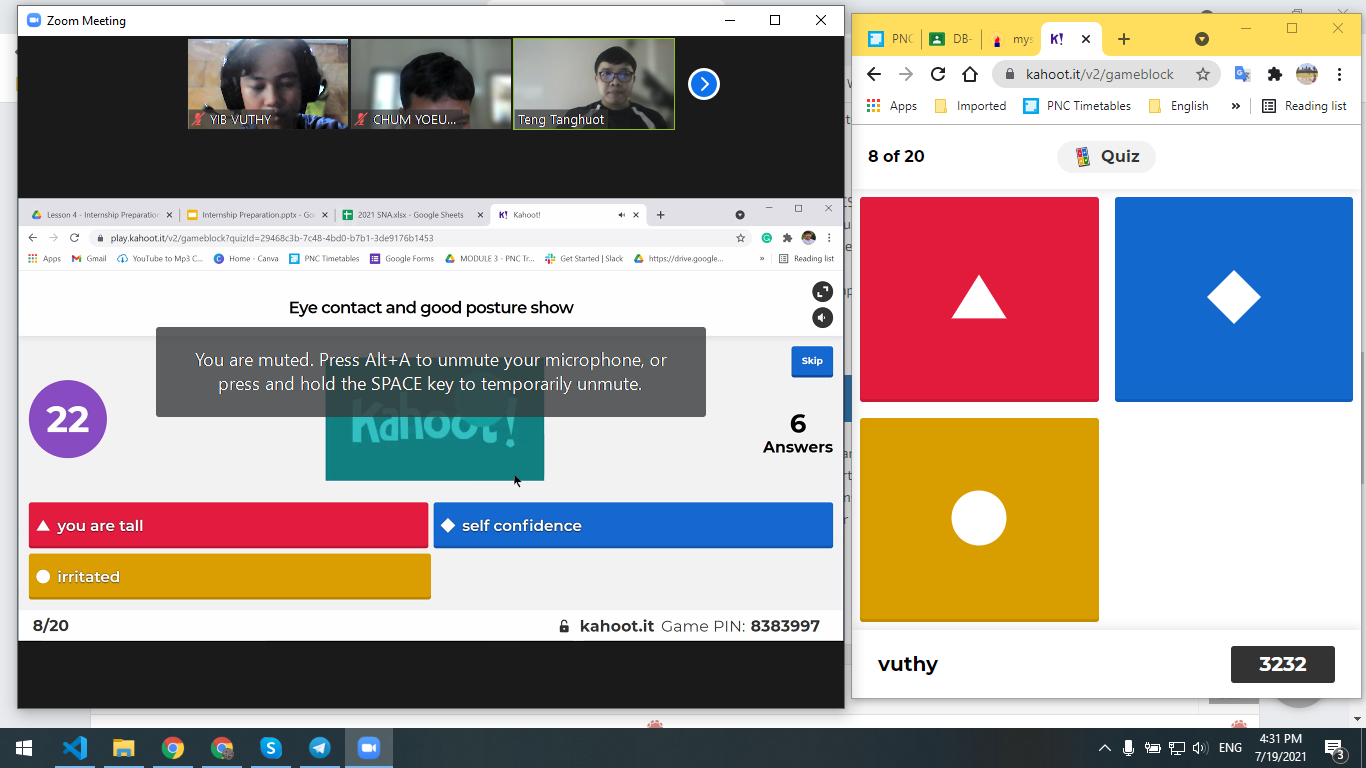 Zoom Meeting
YIB VUTHY
CHUM YOEU...
Teng Tanghuot
Lesson 4 - Internship Preparation
Internship Preparation.pptx - Go
2021 SNA.xlsx - Google Sheets
Kahoot!
play.kahoot.it/v2/gameblock?quizId=29468c3b-7c48-4bd0-b7b1-3de9176b1453
Apps
Gmail
YouTube to Mp3 C...
Home - Canva
PNC Timetables
Google Forms
MODULE 3 - PNC Tr...
Get Started | Slack
https://drive.google...
»
Reading list
Eye contact and good posture show
You are muted. Press Alt+A to unmute your microphone, or
press and hold the SPACE key to temporarily unmute.
Skip
22
Kahoot!
6
Answers
you are tall
self confidence
irritated
8/20
kahoot.it Game PIN: 8383997
PNC
DB-
mys
K!
kahoot.it/v2/gameblock
Apps
Imported
PNC Timetables
English
»
Reading list
8 of 20
Quiz
vuthy
3232
ENG
4:31 PM
7/19/2021
3